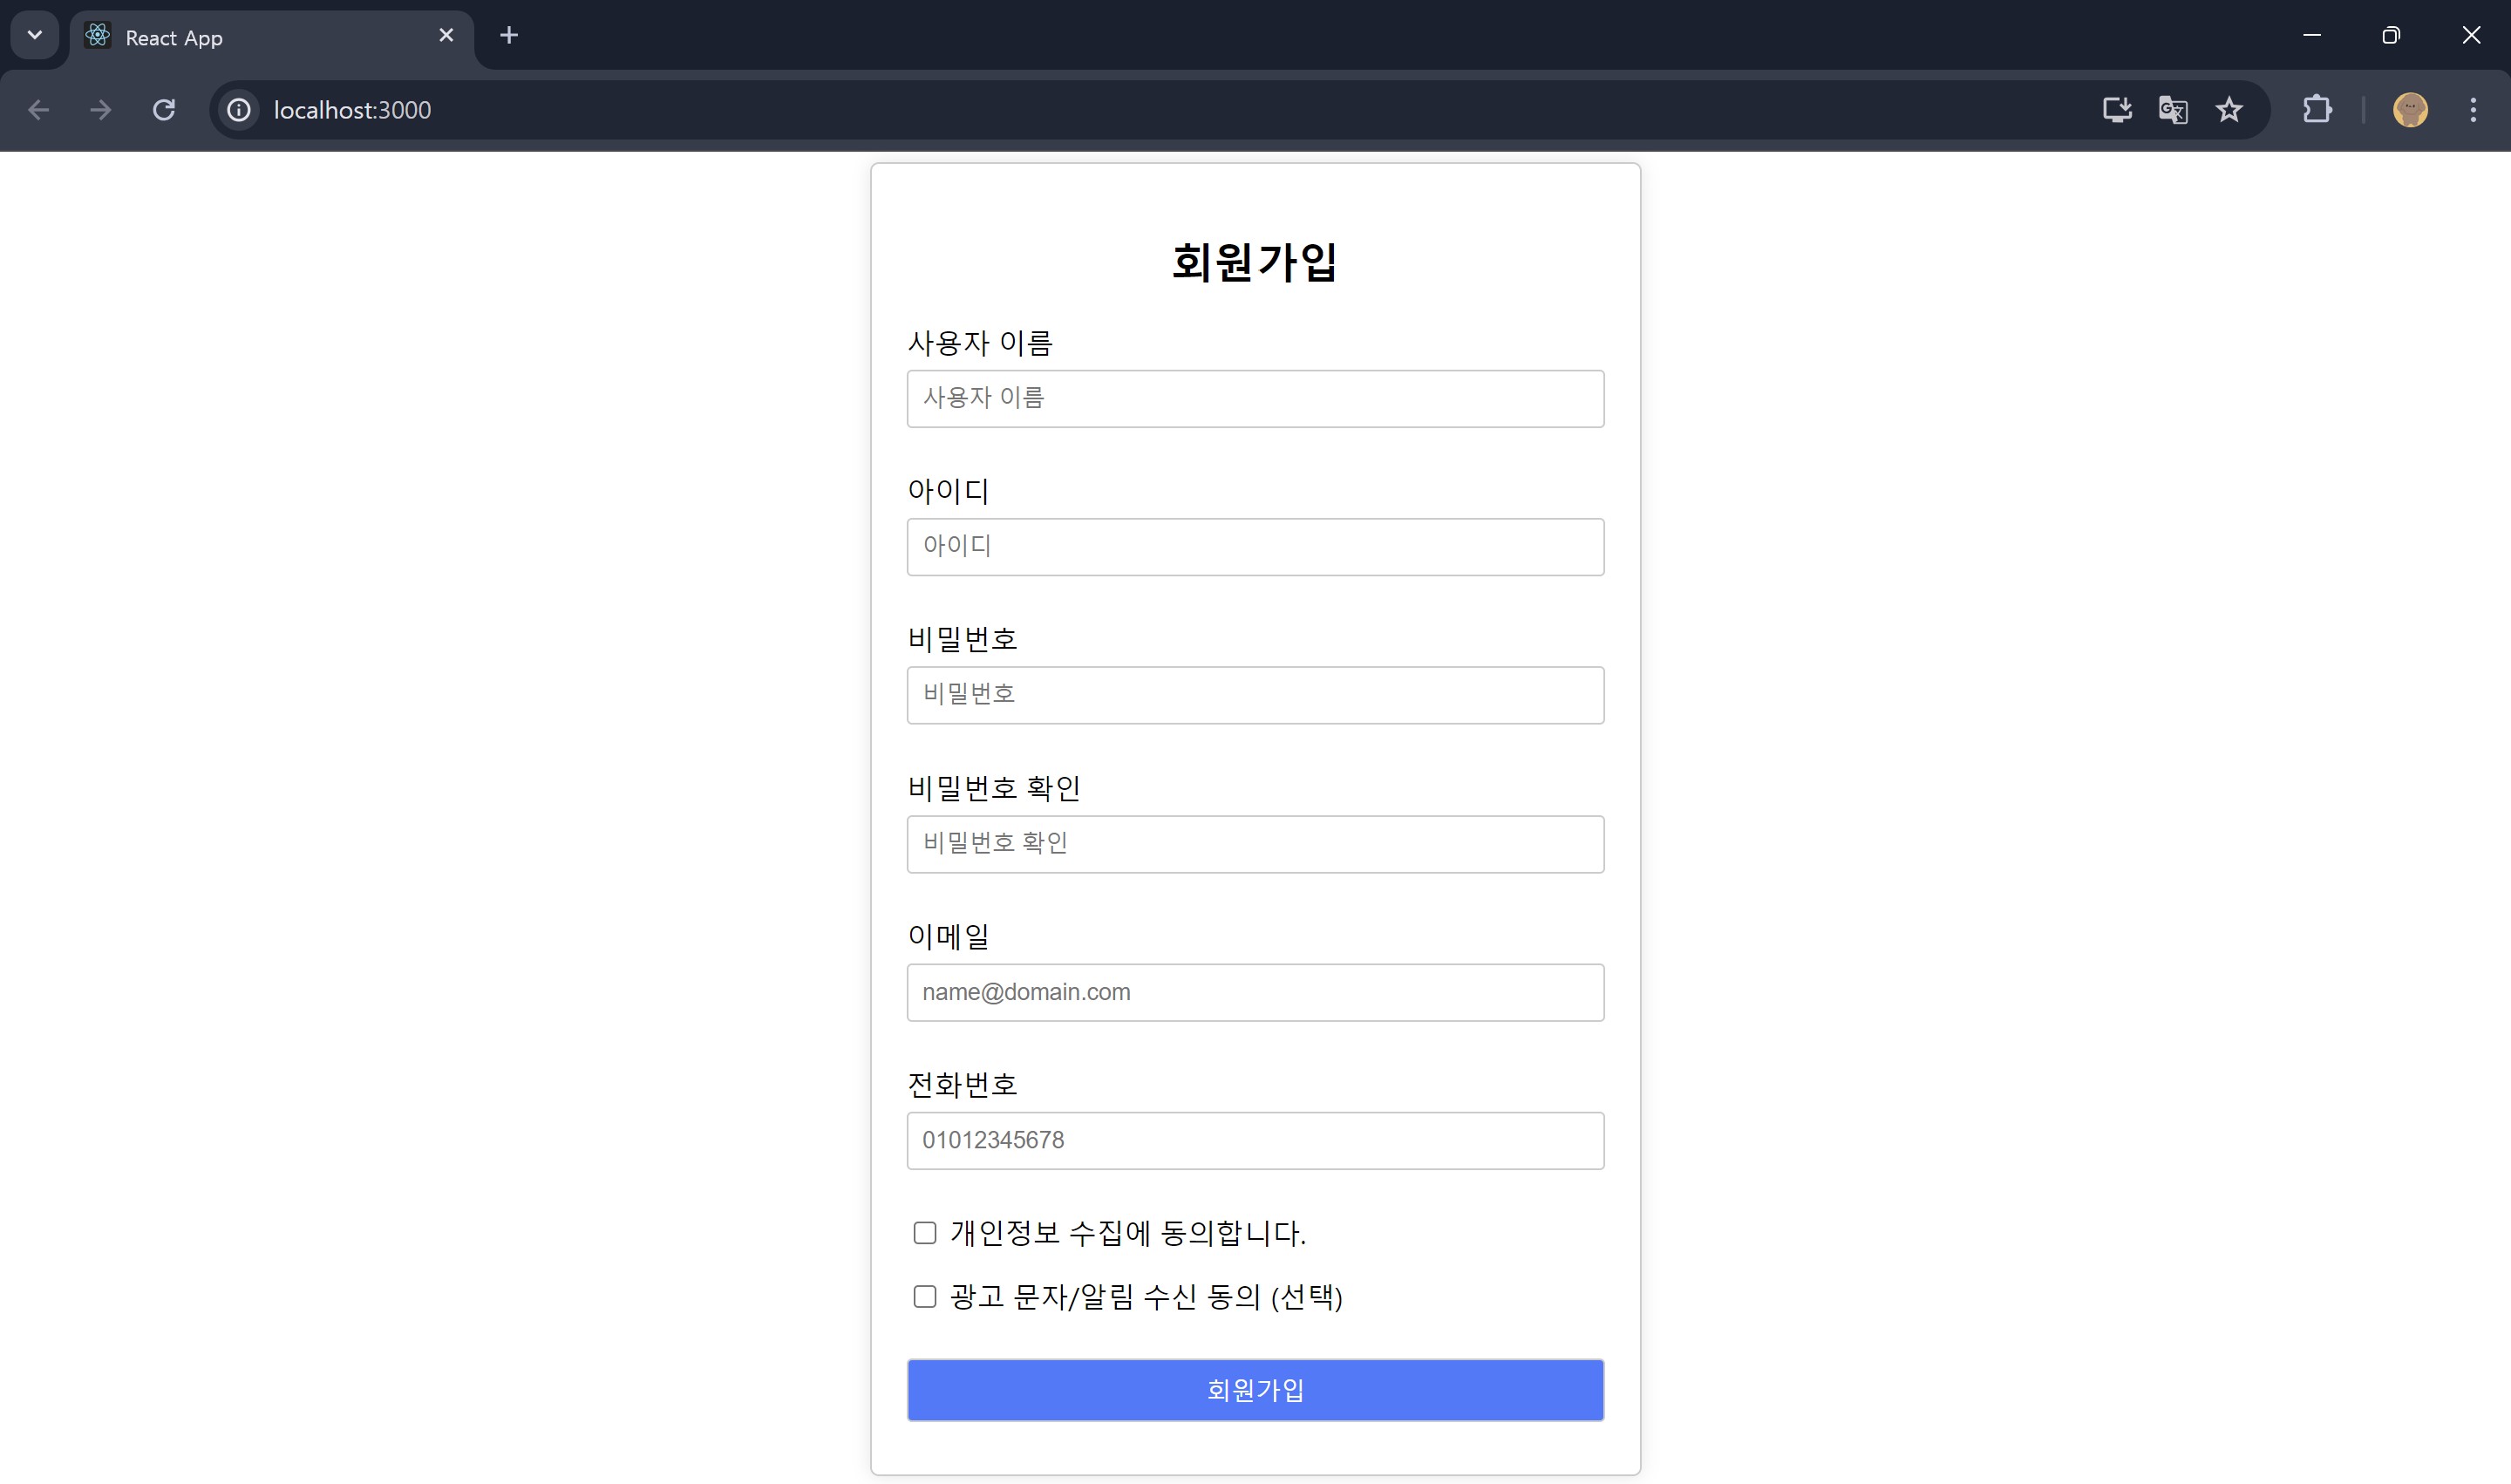 React App
localhost:3000
회원가입
사용자 이름
사용자 이름
아이디
아이디
비밀번호
비밀번호
비밀번호 확인
비밀번호 확인
이메일
name@domain.com
전화번호
01012345678
개인정보 수집에 동의합니다.
광고 문자/알림 수신 동의 (선택)
회원가입